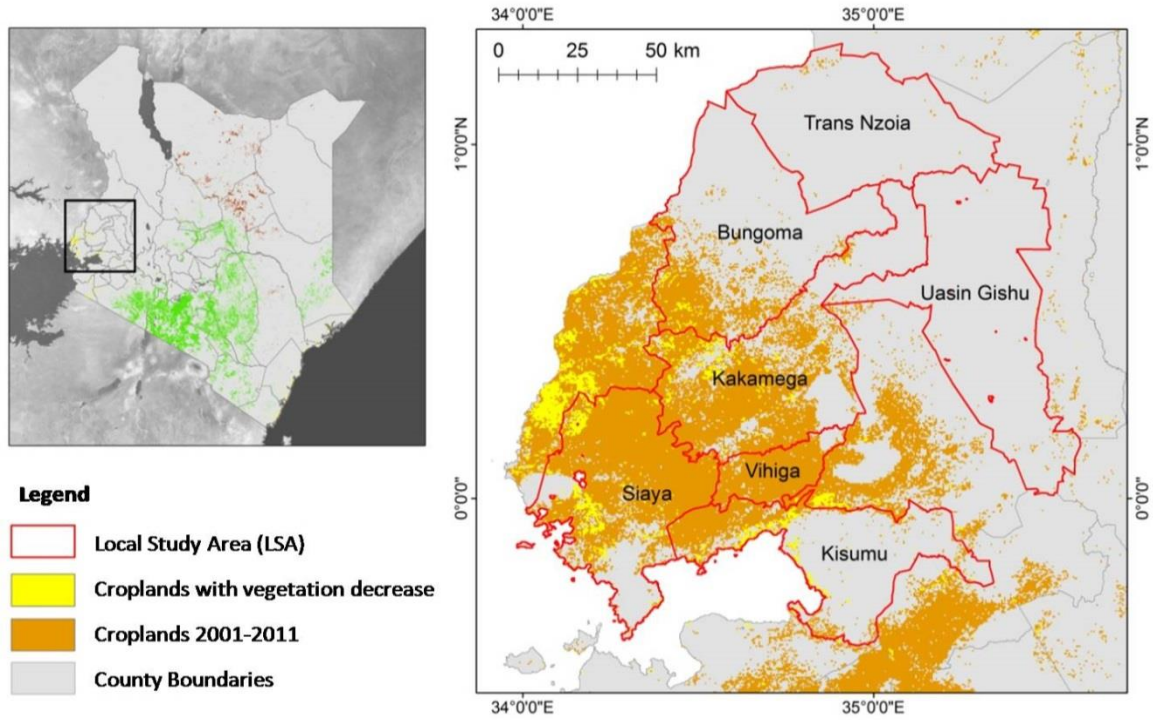 34°0'0"E 35°0'0"E
0 25 50 km
Trans Nzoia
1°0'0"N 1°0'0"N
Bungoma
Uasin Gishu
Kakamega
Vihiga
Siaya
0°0'0" 0°0'0"
Kisumu
34°0'0"E 35°0'0"E
Legend
Local Study Area (LSA)
Croplands with vegetation decrease
Croplands 2001-2011
County Boundaries